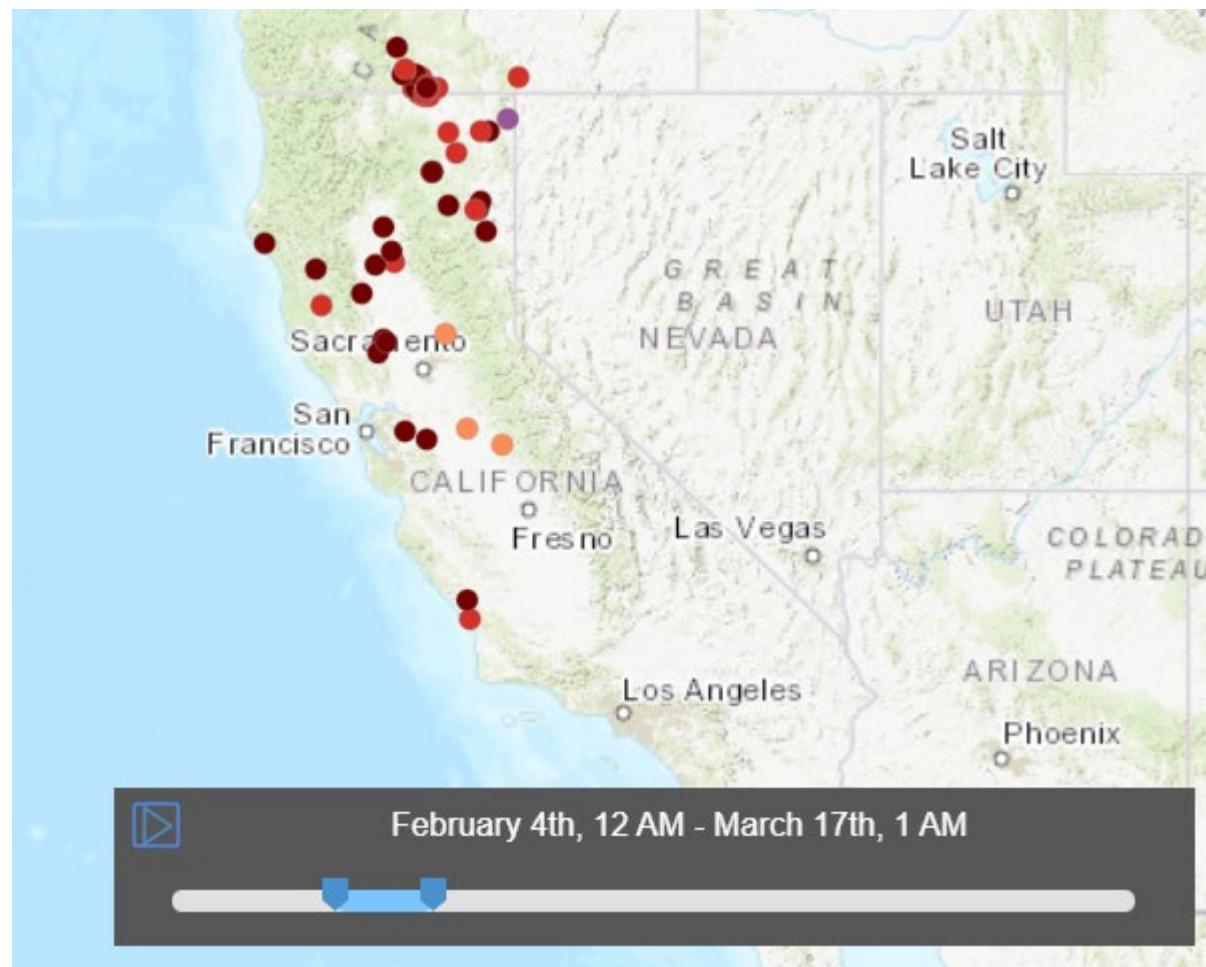 C A
Salt
Lake City
GREAT
BASIN
NEVADA
UTAH
Sacramento
San
Francisco
CALIFORNIA
Fresno
Las Vegas
COLORAD
PLATEAU
ARIZONA
Los Angeles
Phoenix
February 4th, 12 AM - March 17th, 1 AM